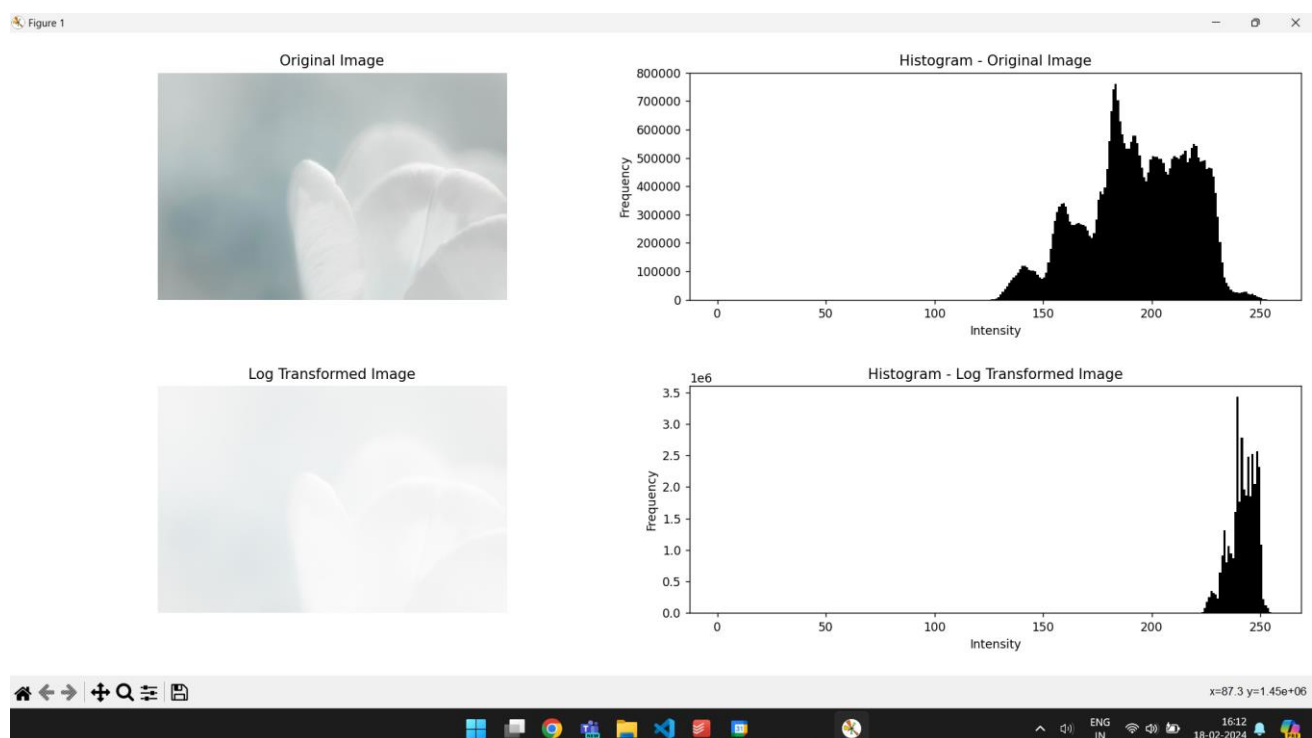 Figure 1
Original Image
Histogram - Original Image
800000
700000
600000
500000
400000
300000
200000
100000
0
Frequency
0 50 100 150 200 250
Intensity
Log Transformed Image
Histogram - Log Transformed Image
1e6
3.5
3.0
2.5
2.0
1.5
1.0
0.5
0.0
Frequency
0 50 100 150 200 250
Intensity
x=87.3 y=1.45e+06
ENG
IN
16:12
18-02-2024